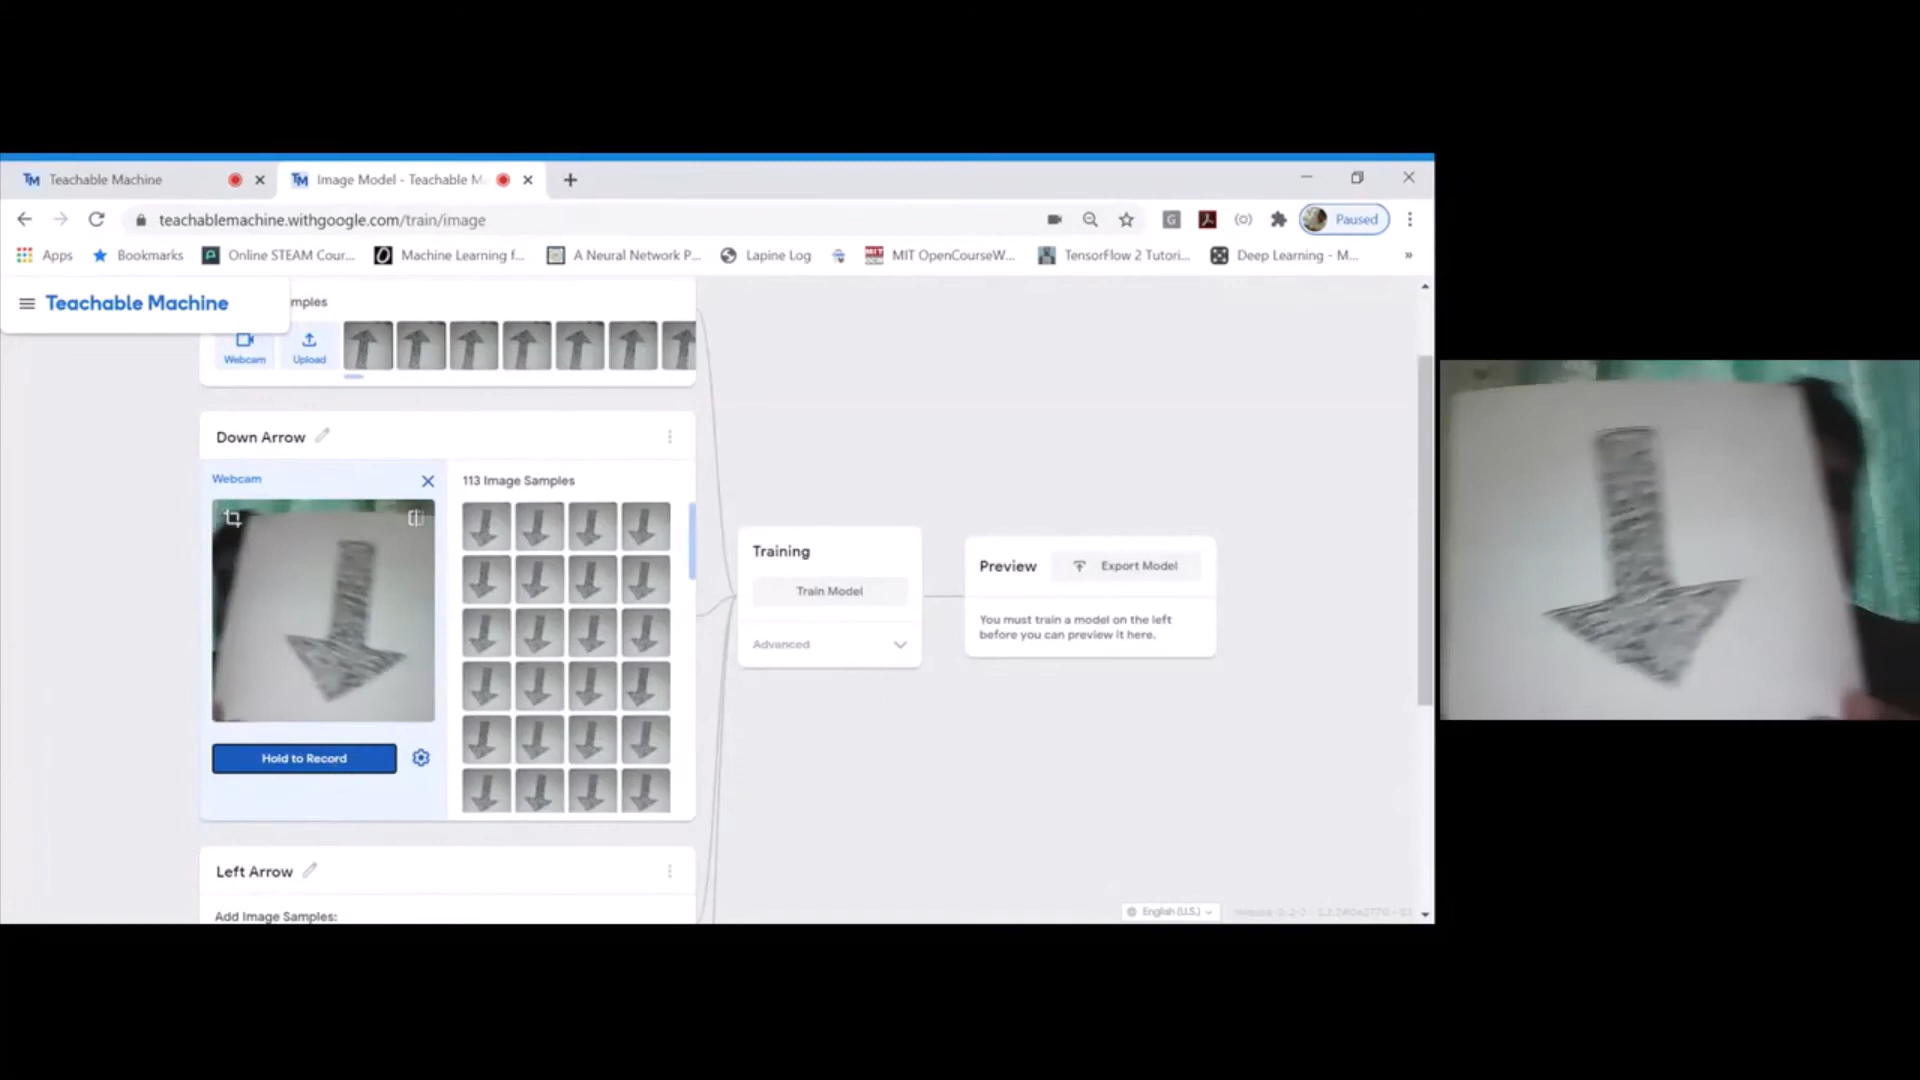 TM Teachable Machine
TM Image Model - Teachable M
teachablemachine.withgoogle.com/train/image
G
Paused
Apps
Bookmarks
Online STEAM Cour...
Machine Learning f...
A Neural Network P...
Lapine Log
MIT OpenCourseW...
TensorFlow 2 Tutori...
Deep Learning - M...
»
Teachable Machine
mples
Webcam
Upload
Down Arrow
Webcam
113 Image Samples
Hold to Record
Training
Train Model
Advanced
Preview
Export Model
You must train a model on the left
before you can preview it here.
Left Arrow
Add Image Samples:
English (U.S.)